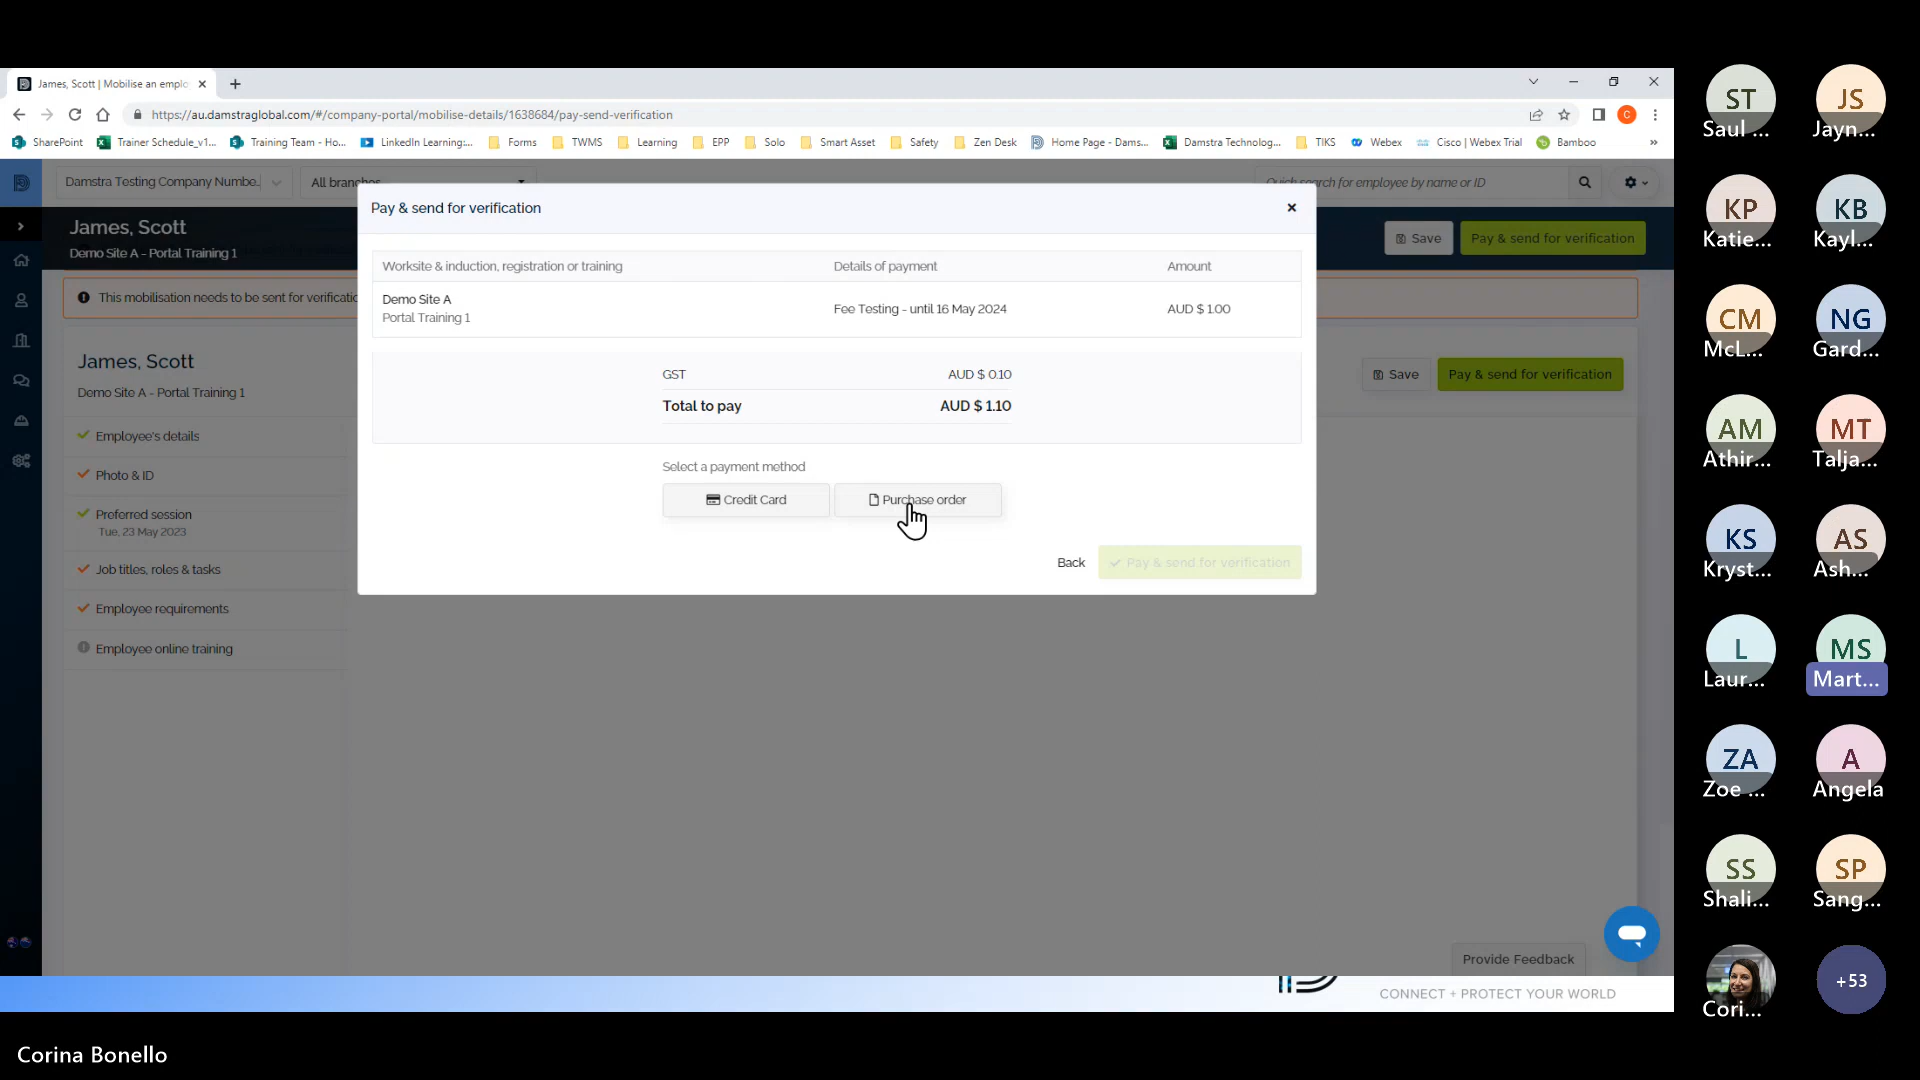 James, Scott | Mobilise an emplo
https://au.damstraglobal.com/#/company-portal/mobilise-details/1638684/pay-send-verification
C
SharePoint
Trainer Schedule_v1...
Training Team - Ho...
LinkedIn Learning:...
Forms
TWMS
Learning
EPP
Solo
Smart Asset
Safety
Zen Desk
Home Page - Dams...
Damstra Technolog...
TIKS
Webex
Cisco | Webex Trial
Bamboo
Damstra Testing Company Numbe..
All branches
Quick search for employee by name or ID
James, Scott
Demo Site A - Portal Training 1
Save
Pay & send for verification
This mobilisation needs to be sent for verificatio
James, Scott
Demo Site A - Portal Training 1
Save
Pay & send for verification
Employee's details
Photo & ID
Preferred session
Tue, 23 May 2023
Job titles, roles & tasks
Employee requirements
Employee online training
Pay & send for verification
Worksite & induction, registration or training
Details of payment
Amount
Demo Site A
Portal Training 1
Fee Testing - until 16 May 2024
AUD $ 1.00
GST
AUD $ 0.10
Total to pay
AUD $ 1.10
Select a payment method
Credit Card
Purchase order
Back
Pay & send for verification
Provide Feedback
CONNECT + PROTECT YOUR WORLD
ST
Saul ...
JS
Jayn...
KP
Katie...
KB
Kayl...
CM
McL...
NG
Gard...
AM
Athir...
MT
Talja...
KS
Kryst...
AS
Ash...
L
Laur...
MS
Mart...
ZA
Zoe ...
A
Angela
SS
Shali...
SP
Sang...
Cori...
+53
Corina Bonello